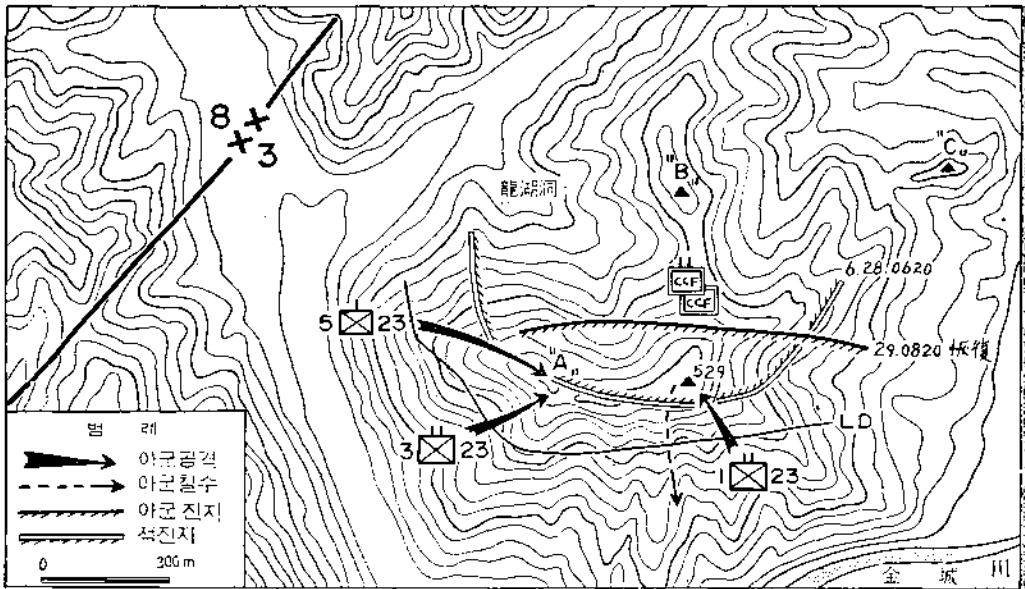 8
3
龍湖洞
"B"
"C"
CCF
CCF
6.28.0620
5 23
"A"
29.0820 恢復
529
LD
3 23
1 23
범 례
아군공격
아군철수
아군진지
적진지
0 300m
金 城 川